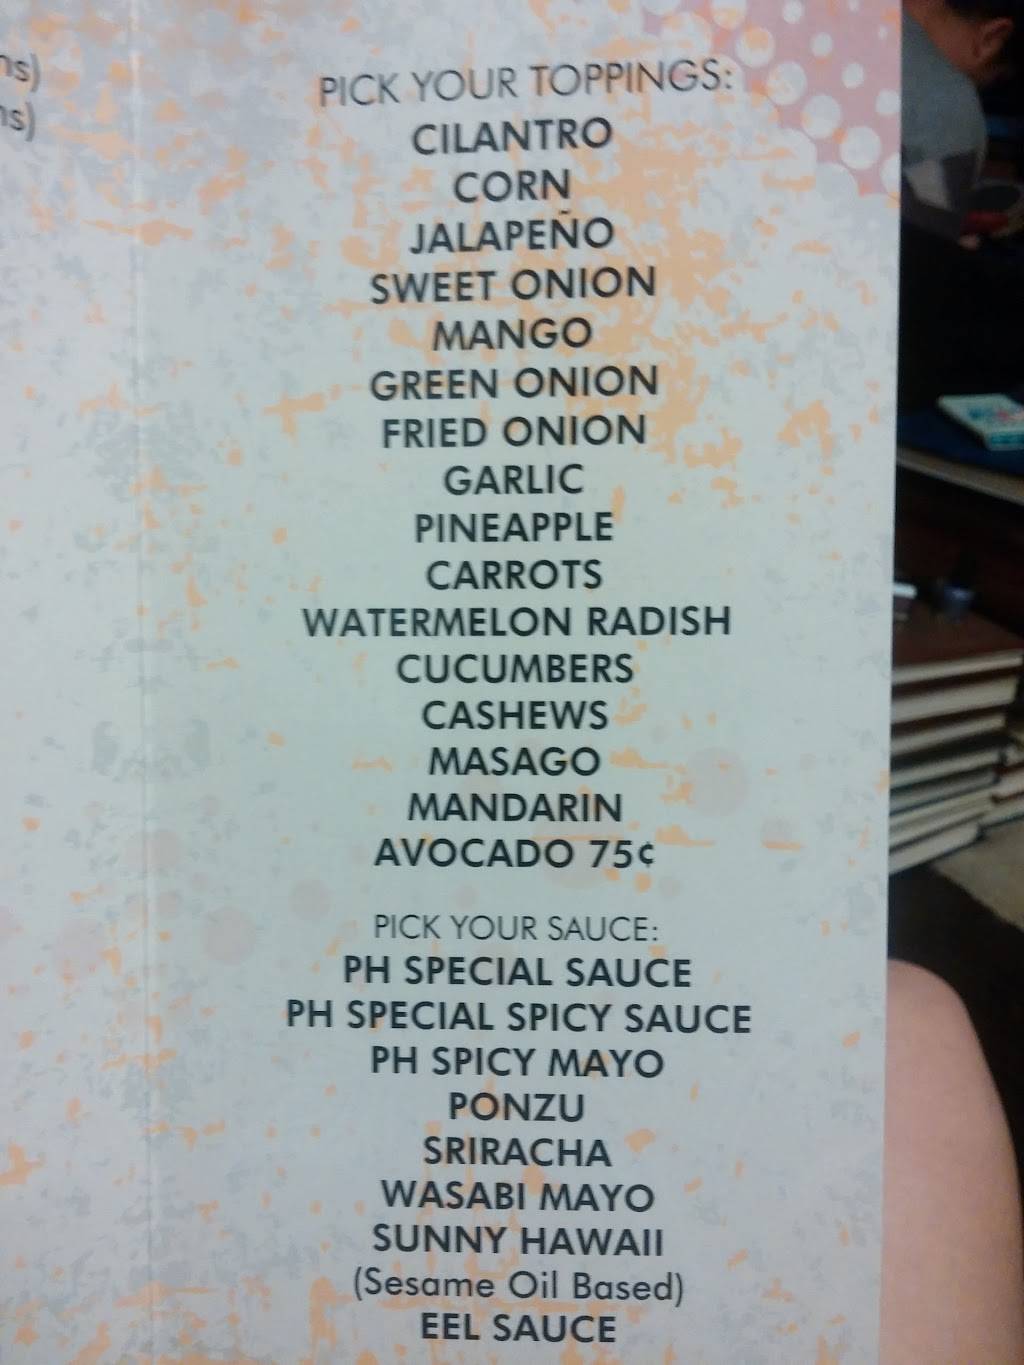 ns)
ns)
PICK YOUR TOPPINGS:
CILANTRO
CORN
JALAPEÑO
SWEET ONION
MANGO
GREEN ONION
FRIED ONION
GARLIC
PINEAPPLE
CARROTS
WATERMELON RADISH
CUCUMBERS
CASHEWS
MASAGO
MANDARIN
AVOCADO 75¢
PICK YOUR SAUCE:
PH SPECIAL SAUCE
PH SPECIAL SPICY SAUCE
PH SPICY MAYO
PONZU
SRIRACHA
WASABI MAYO
SUNNY HAWAII
(Sesame Oil Based)
EEL SAUCE